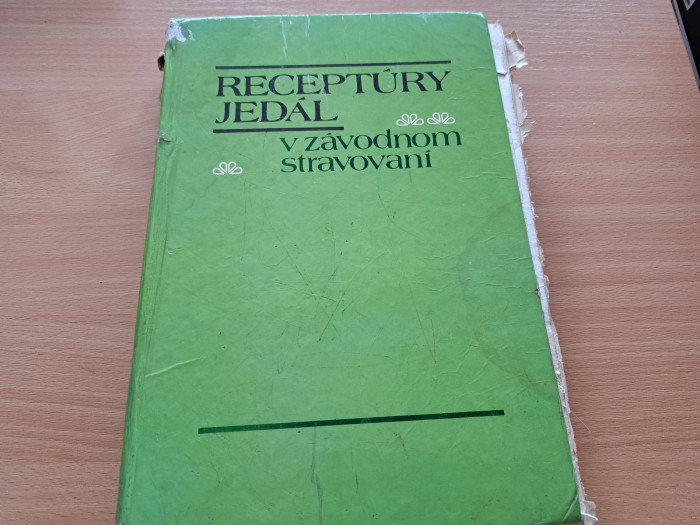 RECEPTÚRY
JEDÁL
v závodnom
stravovaní